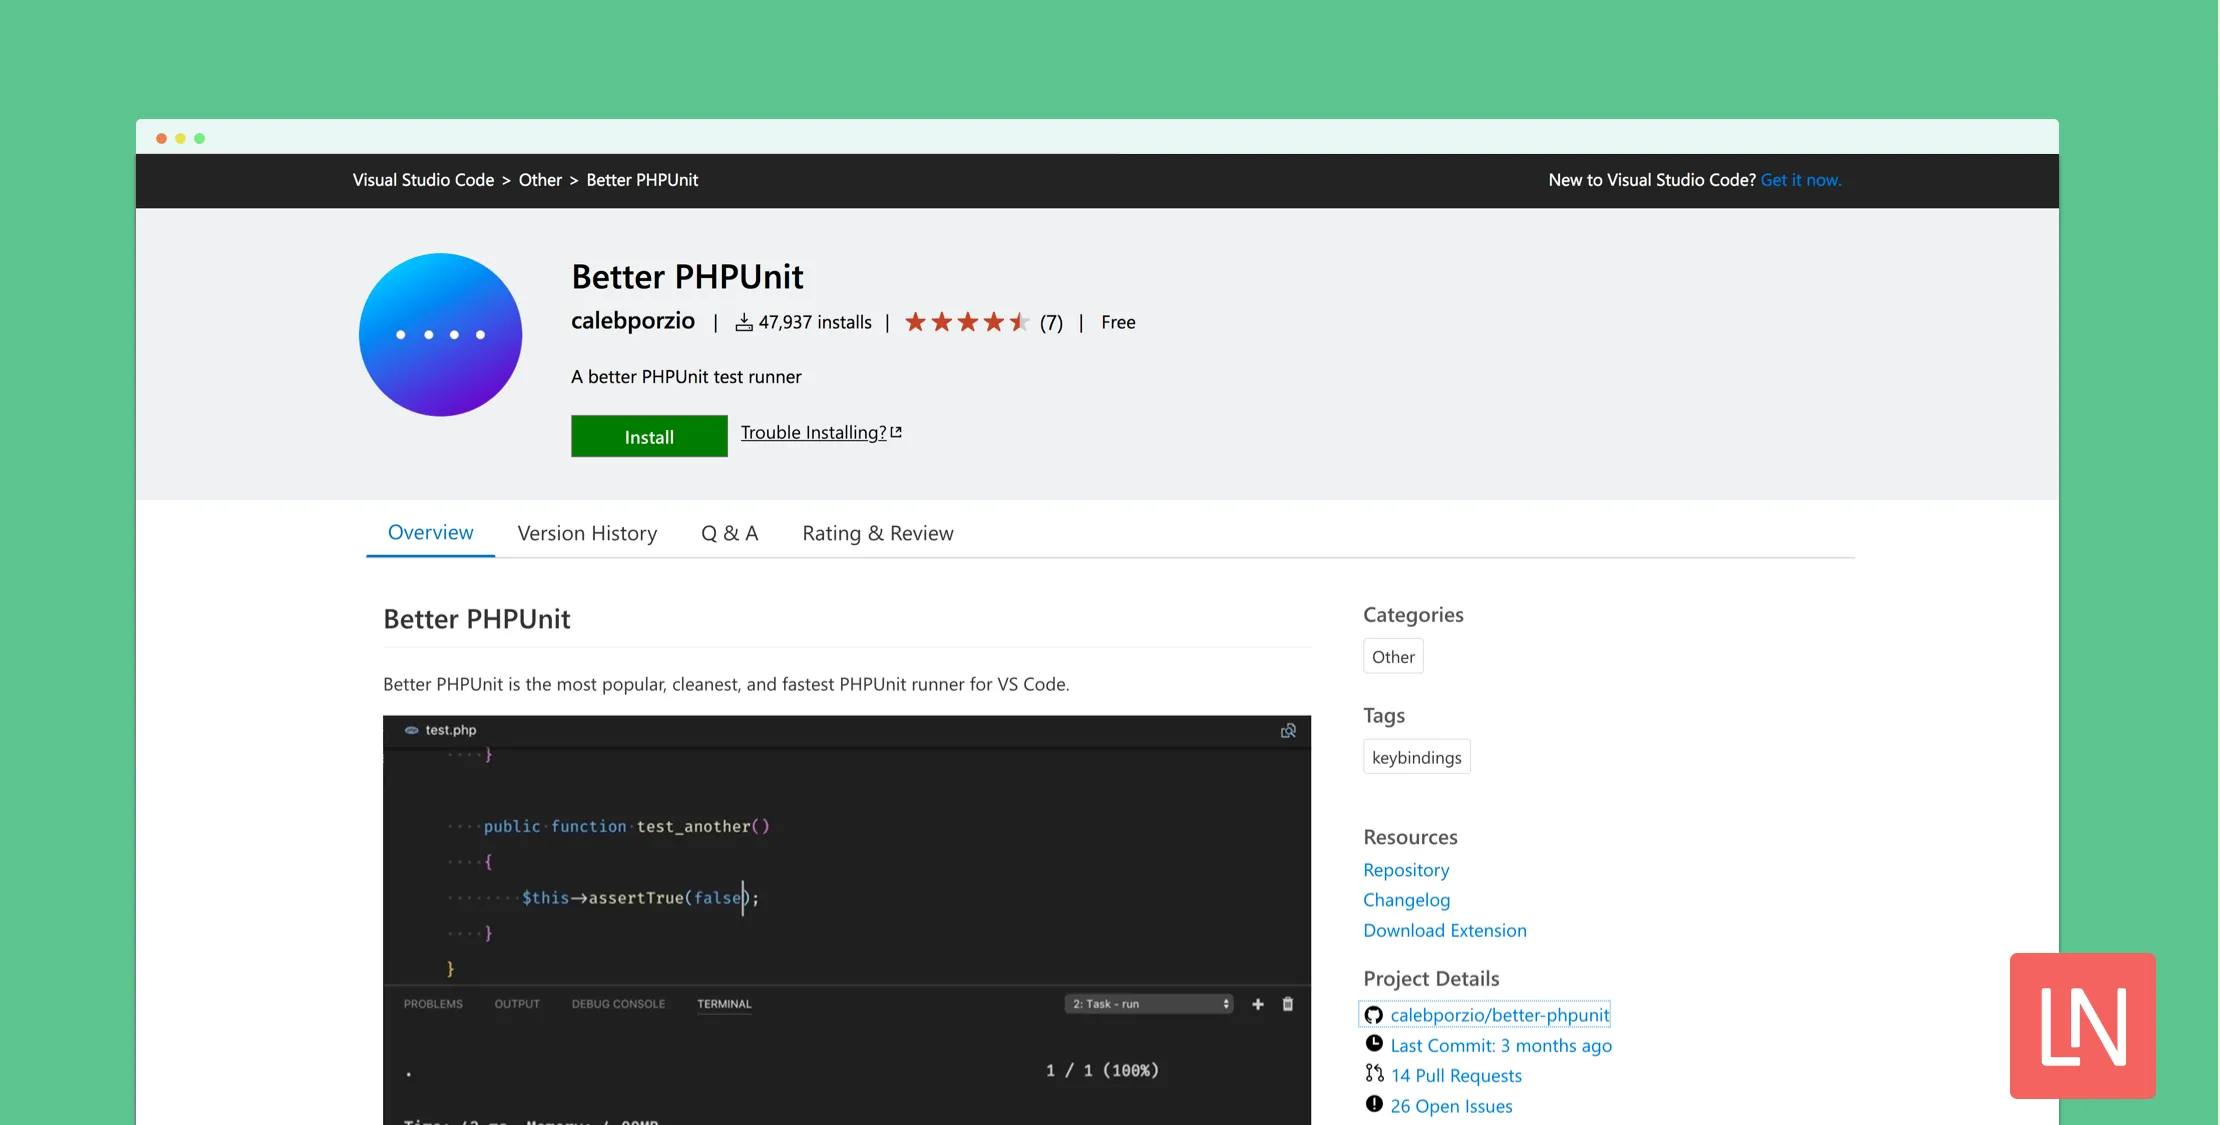 Visual Studio Code > Other > Better PHPUnit
New to Visual Studio Code? Get it now.
Better PHPUnit
calebporzio | 47,937 installs | (7) | Free
A better PHPUnit test runner
Install Trouble Installing?
Overview Version History Q & A Rating & Review
Better PHPUnit
Better PHPUnit is the most popular, cleanest, and fastest PHPUnit runner for VS Code.
test.php
}
public function test_another()
{
$this->assertTrue(false);
}
}
PROBLEMS OUTPUT DEBUG CONSOLE TERMINAL 2: Task - run
. 1 / 1 (100%)
Categories
Other
Tags
keybindings
Resources
Repository
Changelog
Download Extension
Project Details
calebporzio/better-phpunit
Last Commit: 3 months ago
14 Pull Requests
26 Open Issues
LN